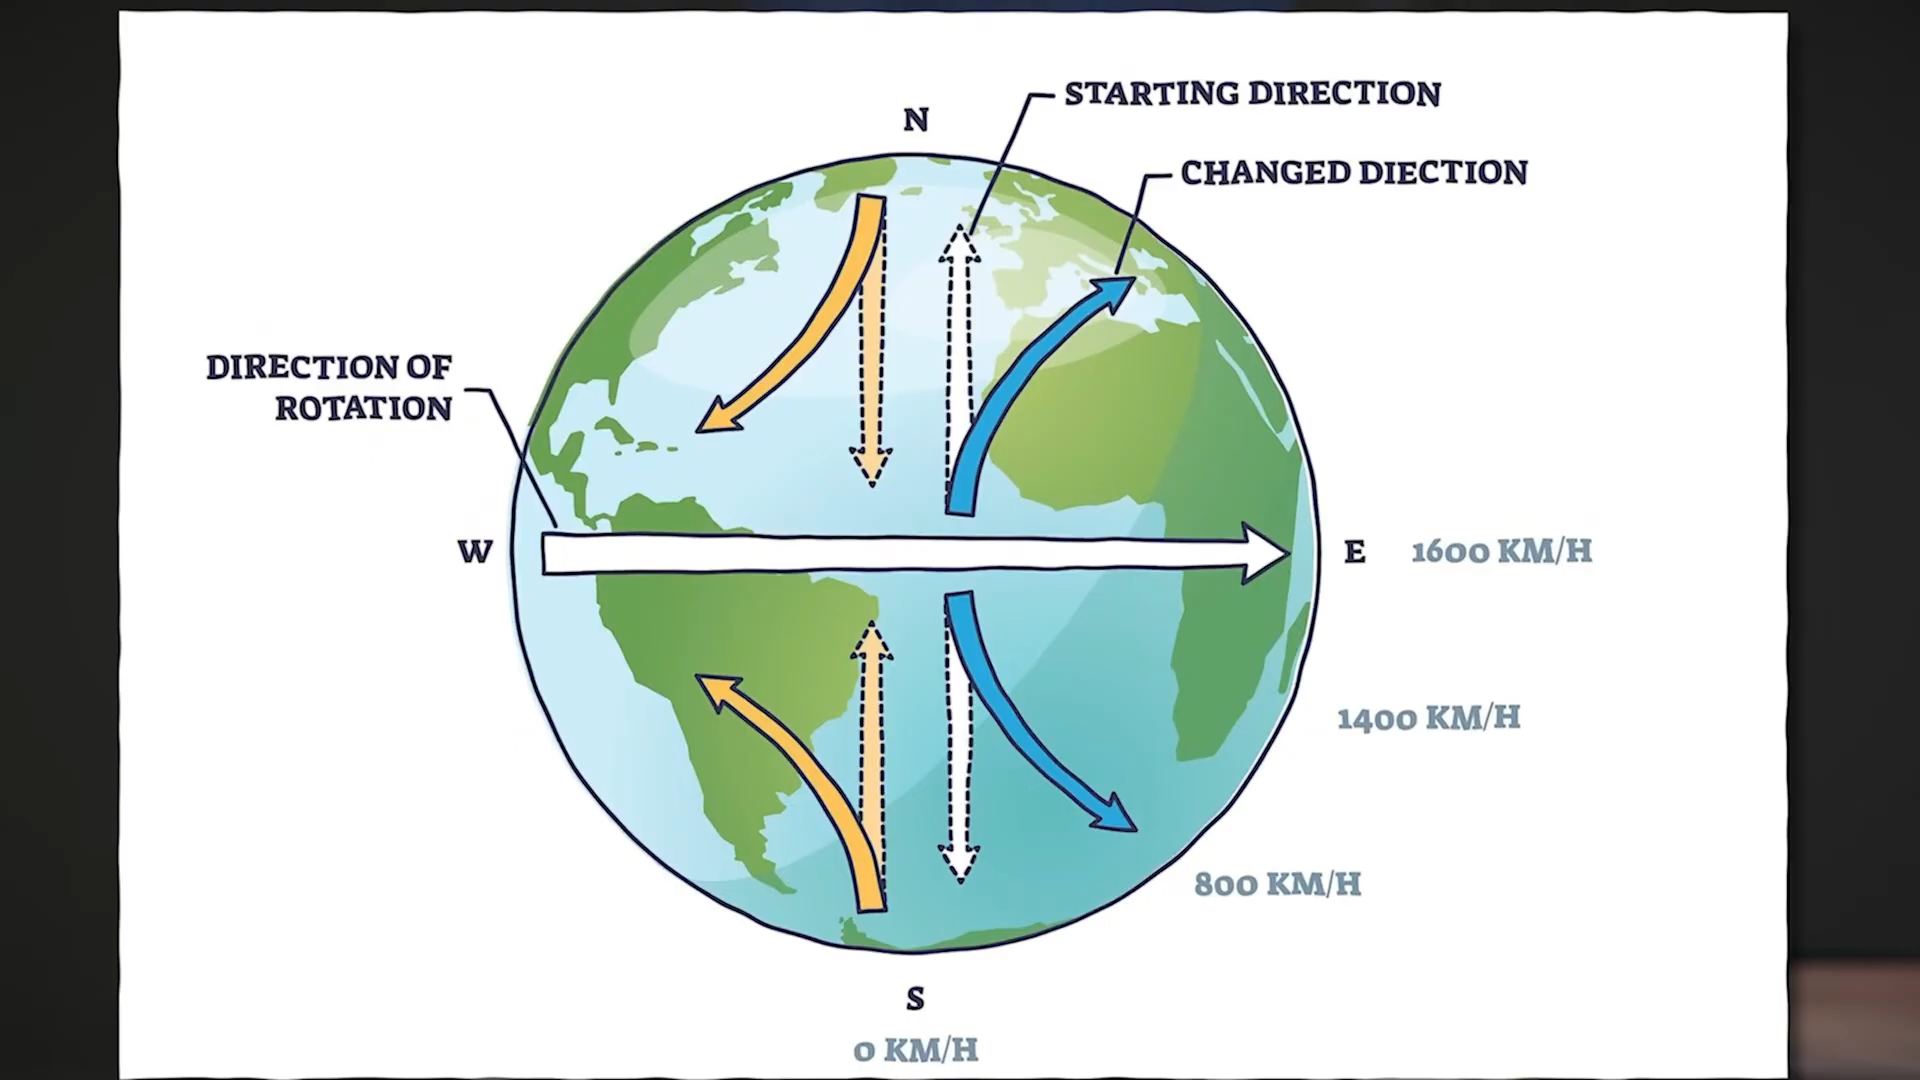 N
STARTING DIRECTION
CHANGED DIECTION
DIRECTION OF
ROTATION
W
E
1600 KM/H
1400 KM/H
800 KM/H
S
0 KM/H